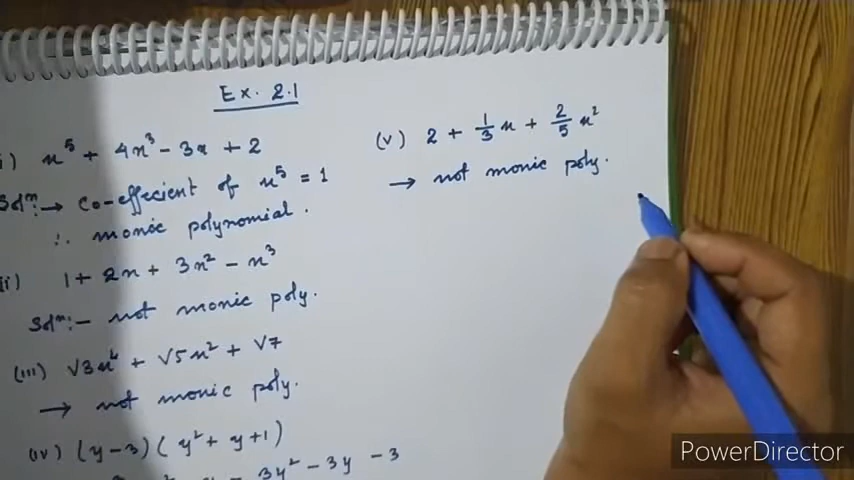 Ex. 2.1
i) x⁵ + 4x³ - 3x + 2
Solⁿ:→ Co-effecient of x⁵ = 1
∴ monic polynomial.
ii) 1 + 2x + 3x² - x³
Solⁿ:- not monic poly.
(iii) √3x⁴ + √5x² + √7
→ not monic poly.
(iv) (y-3)(y² + y +1)
- 3y² - 3y - 3
(v) 2 + 1/3 x + 2/5 x²
→ not monic poly.
PowerDirector